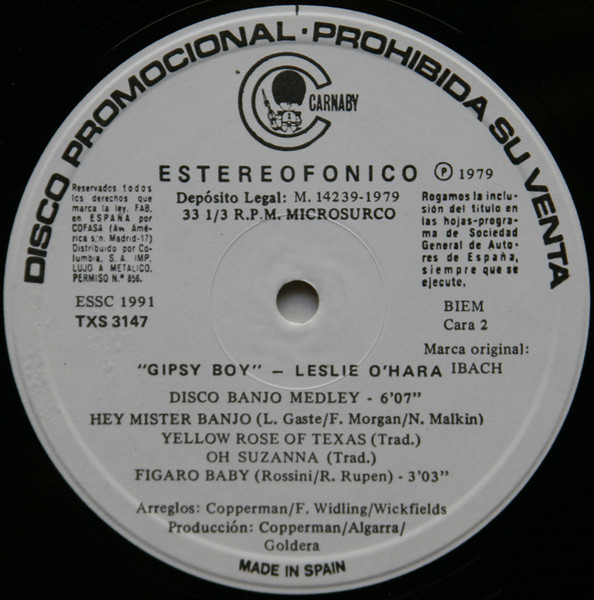 DISCO PROMOCIONAL · PROHIBIDA SU VENTA
CARNABY
ESTEREOFONICO Ⓟ 1979
Depósito Legal: M. 14239-1979
33 1/3 R.P.M. MICROSURCO
Reservados todos
los derechos que
marca la ley. FAB.
en ESPAÑA por
COFASA (Av. Amé-
rica s/n. Madrid-17)
Distribuido por Co-
lumbia, S. A. IMP.
LUJO A METALICO.
PERMISO N.º 856.
Rogamos la inclu-
sión del titulo en
las hojas-progra-
ma de Sociedad
General de Auto-
res de España,
siempre que se
ejecute.
ESSC 1991
TXS 3147
BIEM
Cara 2
Marca original:
IBACH
"GIPSY BOY" – LESLIE O'HARA
DISCO BANJO MEDLEY - 6'07"
HEY MISTER BANJO (L. Gaste/F. Morgan/N. Malkin)
YELLOW ROSE OF TEXAS (Trad.)
OH SUZANNA (Trad.)
FIGARO BABY (Rossini/R. Rupen) - 3'03"
Arreglos: Copperman/F. Widling/Wickfields
Producción: Copperman/Algarra/
Goldera
MADE IN SPAIN